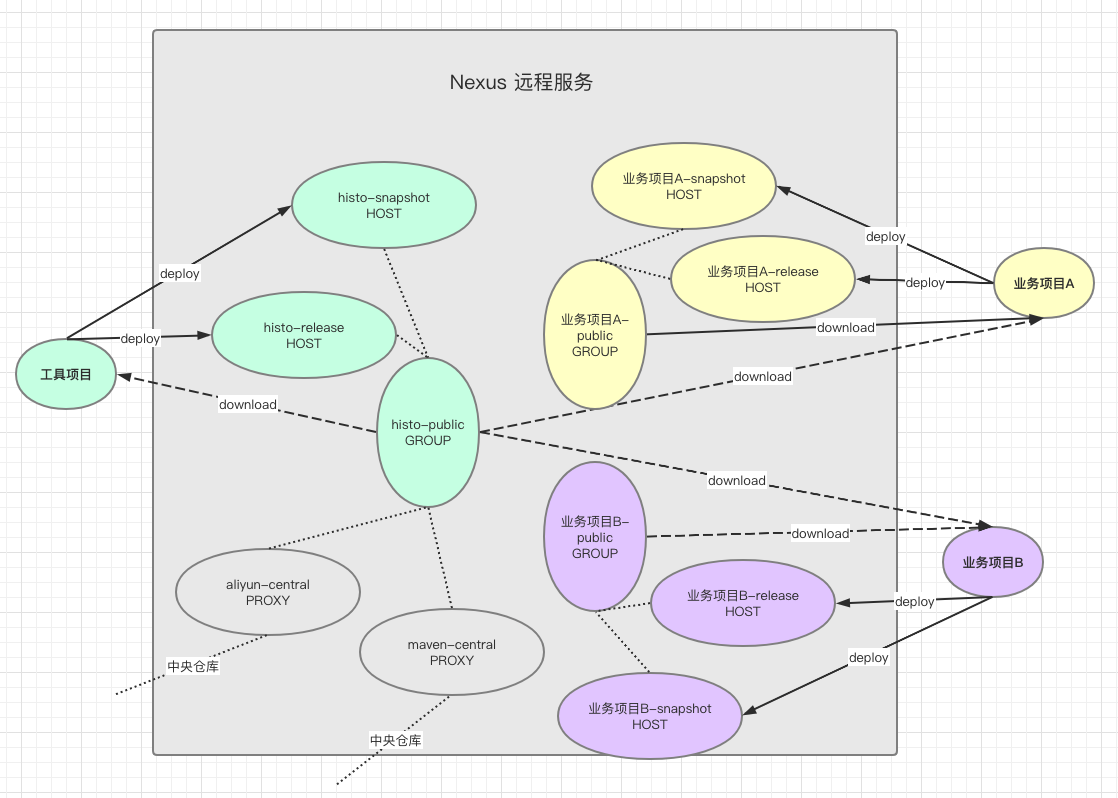 Nexus 远程服务
histo-snapshot
HOST
业务项目A-snapshot
HOST
deploy
deploy
histo-release
HOST
业务项目A-release
HOST
deploy
业务项目A
deploy
业务项目A-
public
GROUP
download
工具项目
download
download
histo-public
GROUP
download
业务项目B-
public
GROUP
download
业务项目B
aliyun-central
PROXY
业务项目B-release
HOST
deploy
maven-central
PROXY
deploy
中央仓库
业务项目B-snapshot
HOST
中央仓库